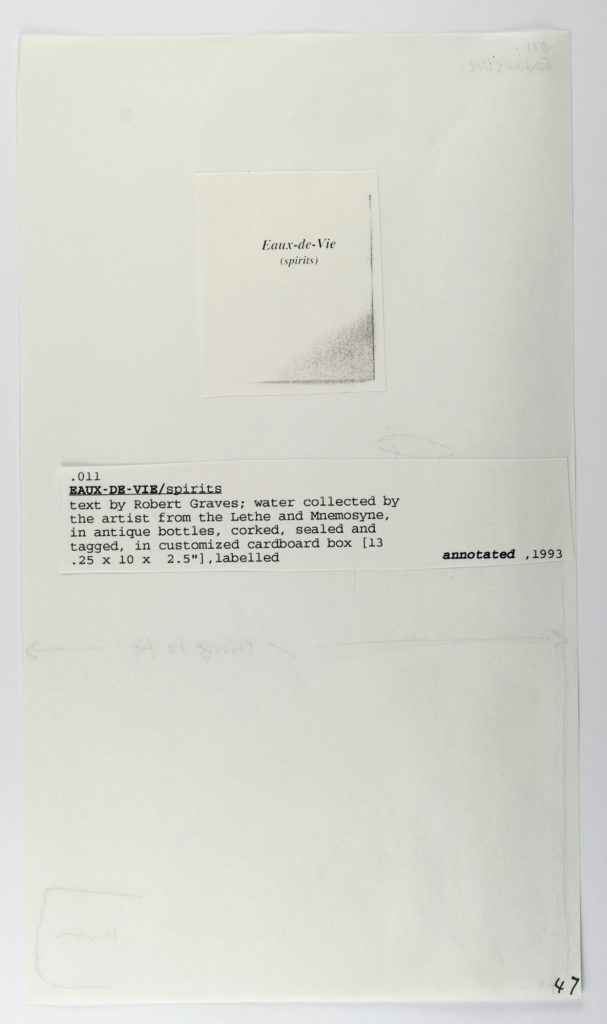 Eaux-de-Vie
(spirits)
.011
EAUX-DE-VIE/spirits
text by Robert Graves; water collected by
the artist from the Lethe and Mnemosyne,
in antique bottles, corked, sealed and
tagged, in customized cardboard box [13
.25 x 10 x  2.5"],labelled
annotated ,1993
47